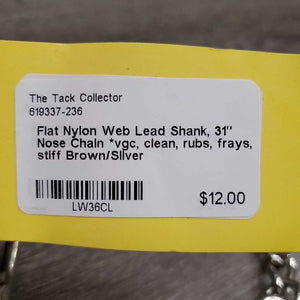 The Tack Collector
619337-236
Flat Nylon Web Lead Shank, 31"
Nose Chain *vgc, clean, rubs, frays,
stiff Brown/Silver
LW36CL
$12.00